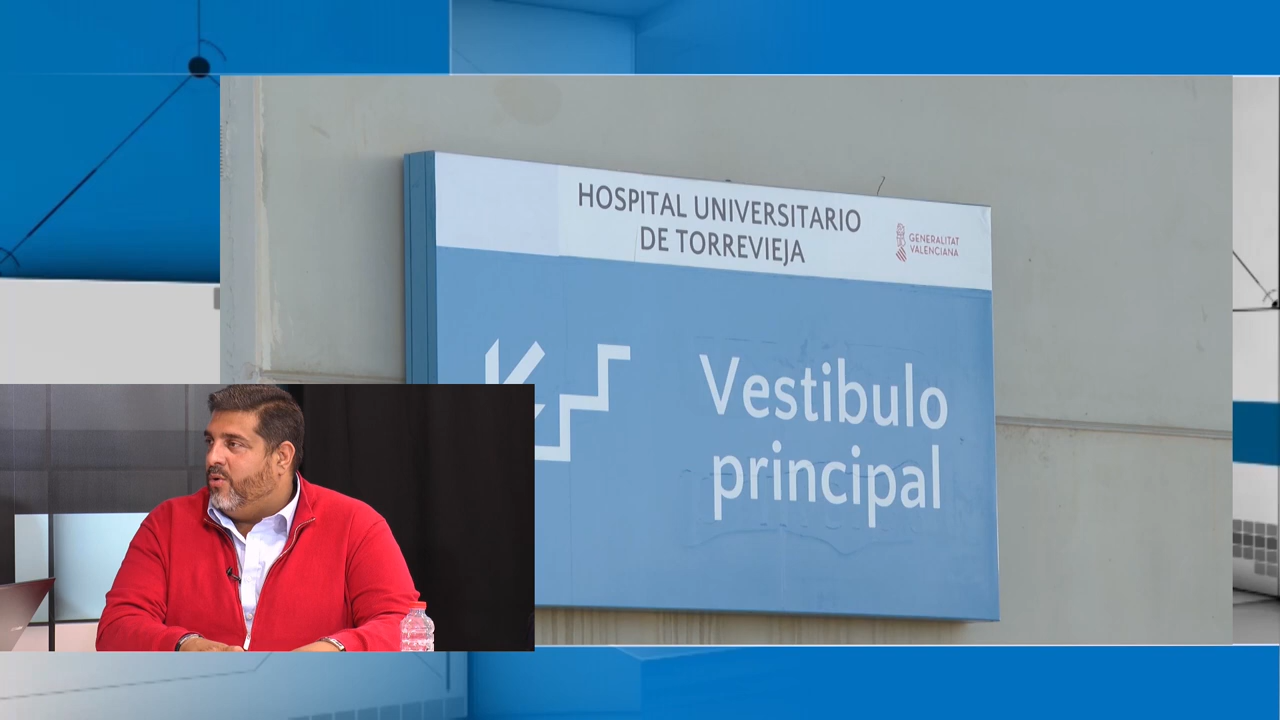 HOSPITAL UNIVERSITARIO
DE TORREVIEJA
GENERALITAT
VALENCIANA
Vestibulo
principal